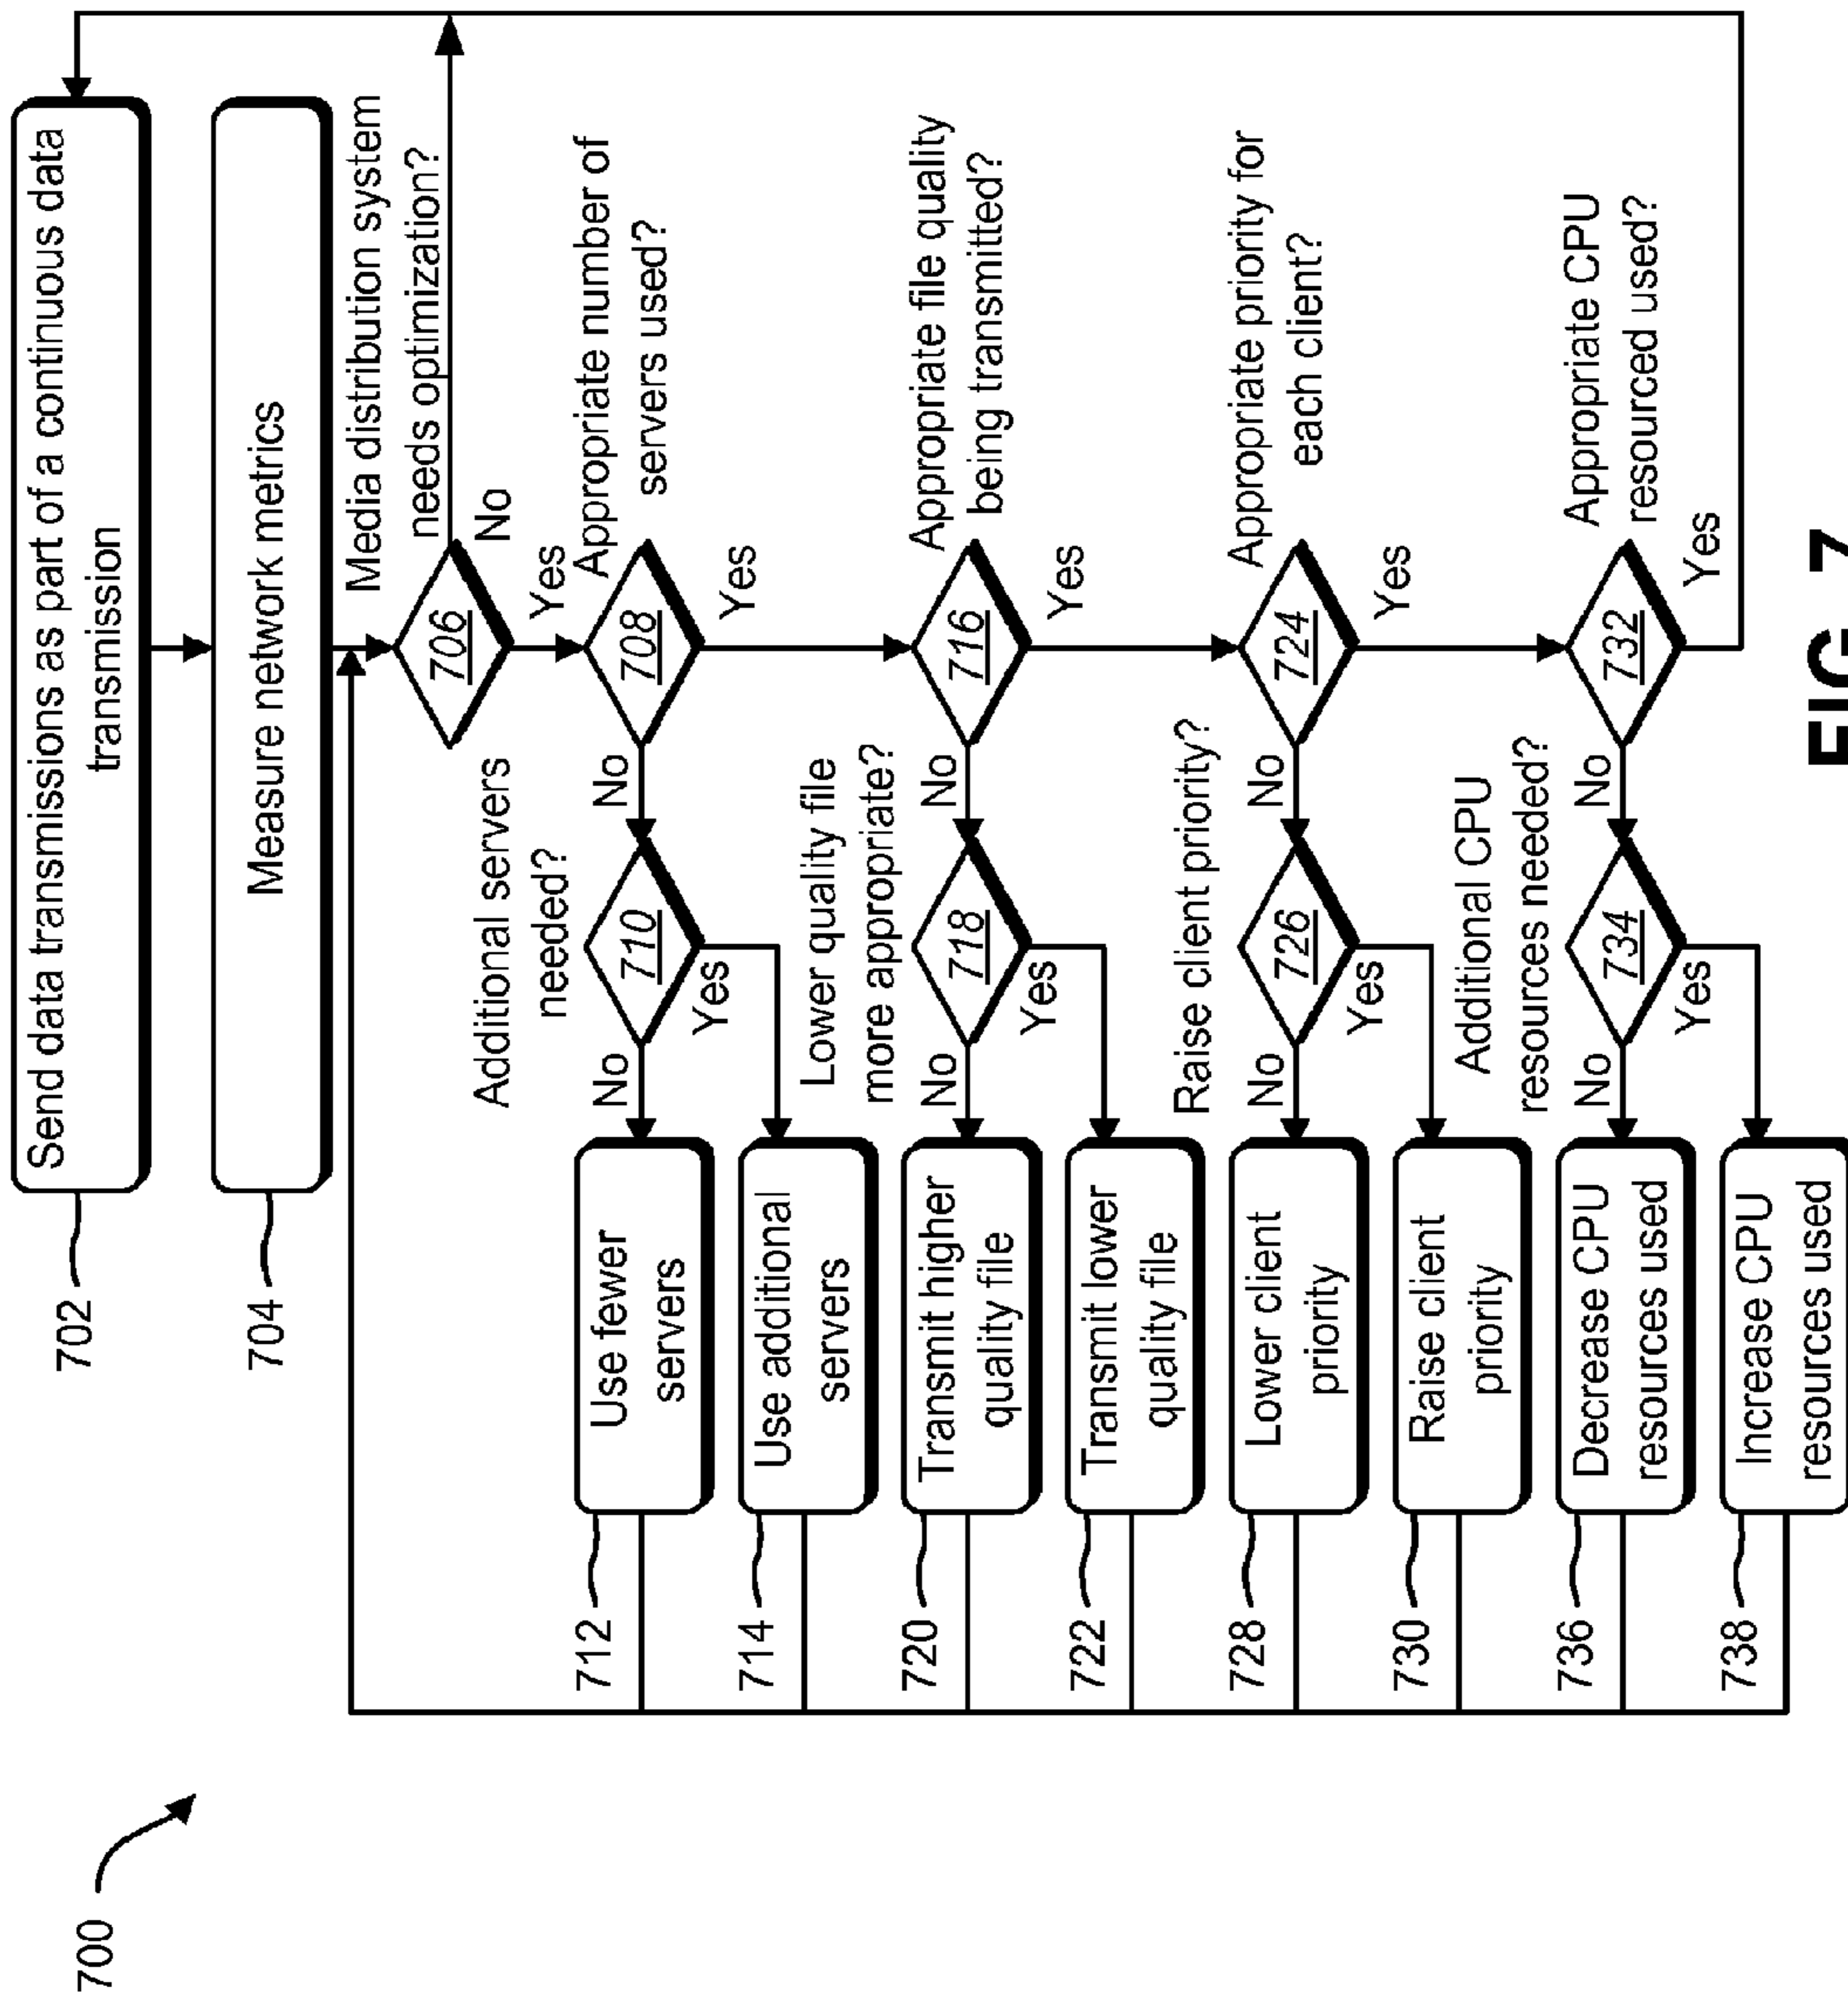 700
702
Send data transmissions as part of a continuous data
transmission
704
Measure network metrics
Media distribution system
needs optimization?
706
No
Yes
Appropriate number of
servers used?
708
Yes
No
Additional servers
needed?
710
No
Yes
712
Use fewer
servers
714
Use additional
servers
Appropriate file quality
being transmitted?
716
Yes
No
Lower quality file
more appropriate?
718
No
Yes
720
Transmit higher
quality file
722
Transmit lower
quality file
Appropriate priority for
each client?
724
Yes
No
Raise client priority?
726
No
Yes
728
Lower client
priority
730
Raise client
priority
Appropriate CPU
resourced used?
732
Yes
No
Additional CPU
resources needed?
734
No
Yes
736
Decrease CPU
resources used
738
Increase CPU
resources used
FIG. 7